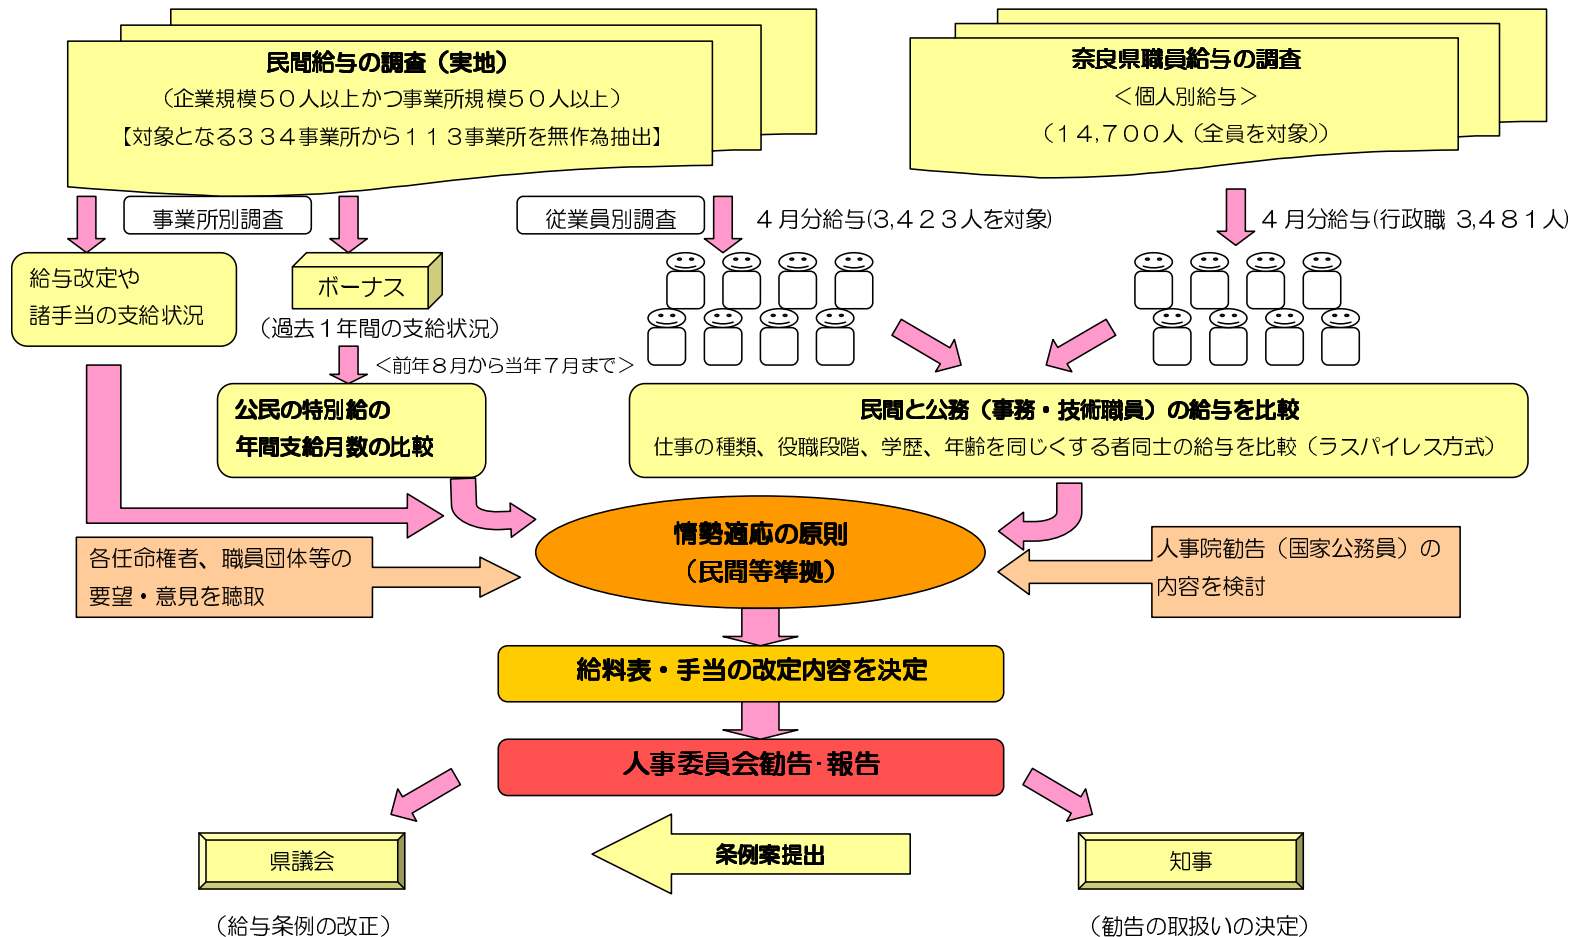 民間給与の調査（実地）
（企業規模５０人以上かつ事業所規模５０人以上）
【対象となる３３４事業所から１１３事業所を無作為抽出】
奈良県職員給与の調査
＜個人別給与＞
（１４,７００人（全員を対象））
事業所別調査
従業員別調査
４月分給与(3,４２３人を対象)
４月分給与(行政職 3,４８１人)
給与改定や
諸手当の支給状況
ボーナス
（過去１年間の支給状況）
＜前年８月から当年７月まで＞
公民の特別給の
年間支給月数の比較
民間と公務（事務・技術職員）の給与を比較
仕事の種類、役職段階、学歴、年齢を同じくする者同士の給与を比較（ラスパイレス方式）
情勢適応の原則
（民間等準拠）
各任命権者、職員団体等の
要望・意見を聴取
人事院勧告（国家公務員）の
内容を検討
給料表・手当の改定内容を決定
人事委員会勧告･報告
県議会
条例案提出
知事
（給与条例の改正）
（勧告の取扱いの決定）